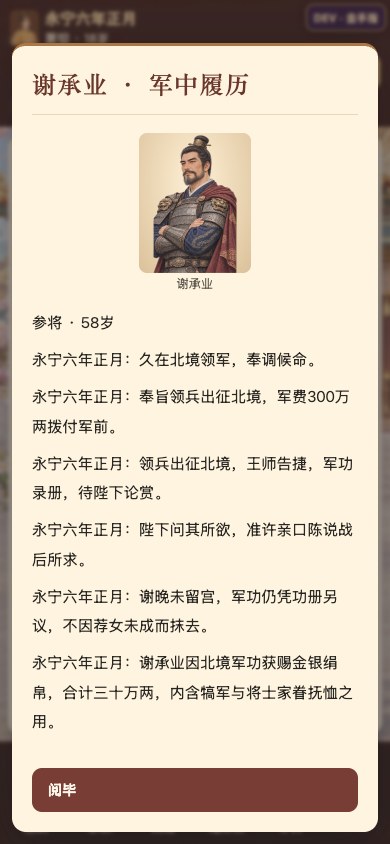 永宁六年正月
DEV
谢承业 · 军中履历
谢承业
参将 · 58岁
永宁六年正月：久在北境领军，奉调候命。
永宁六年正月：奉旨领兵出征北境，军费300万
两拨付军前。
永宁六年正月：领兵出征北境，王师告捷，军功
录册，待陛下论赏。
永宁六年正月：陛下问其所欲，准许亲口陈说战
后所求。
永宁六年正月：谢晚未留宫，军功仍凭功册另
议，不因荐女未成而抹去。
永宁六年正月：谢承业因北境军功获赐金银绢
帛，合计三十万两，内含犒军与将士家眷抚恤之
用。
阅毕